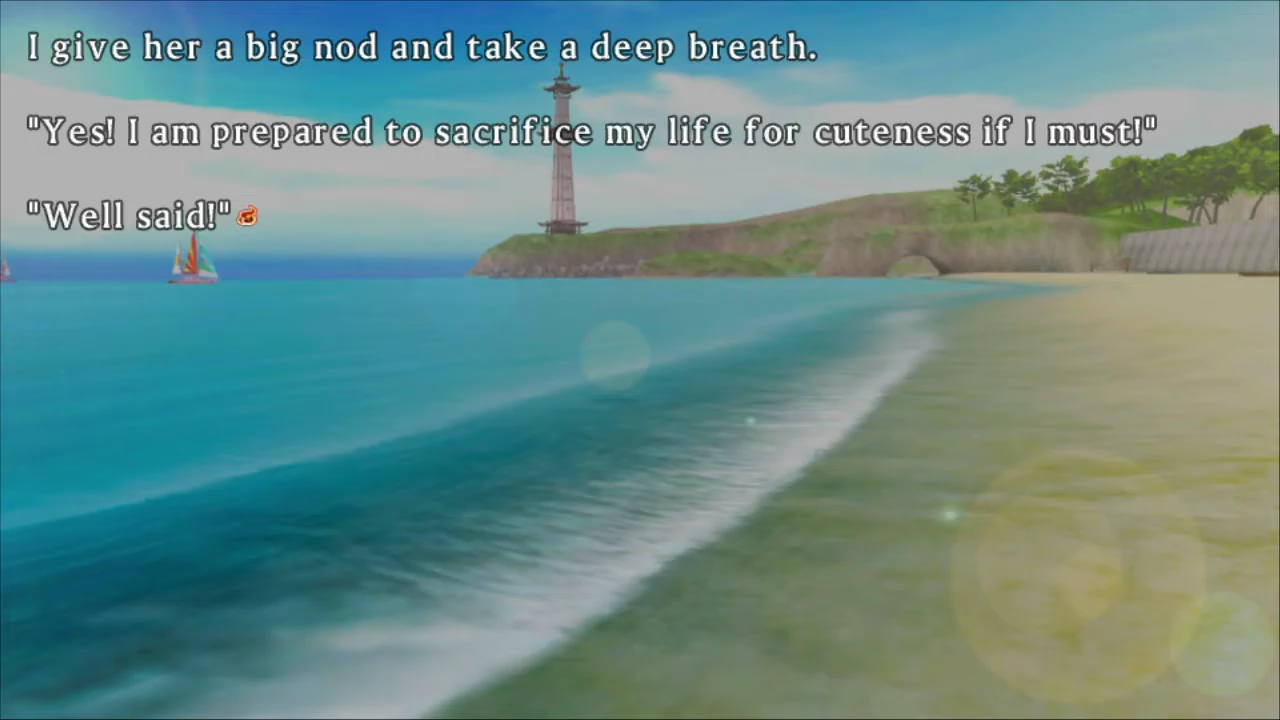 I give her a big nod and take a deep breath.
"Yes! I am prepared to sacrifice my life for cuteness if I must!"
"Well said!"